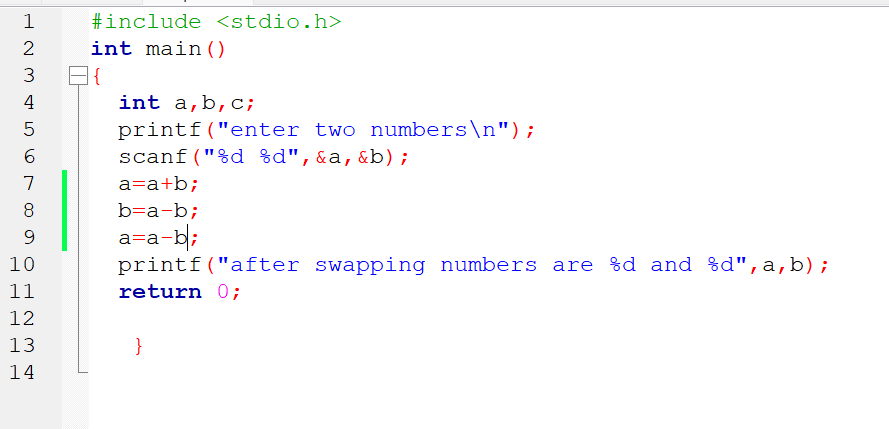 1 #include <stdio.h>
2 int main()
3 {
4 int a,b,c;
5 printf("enter two numbers\n");
6 scanf("%d %d",&a,&b);
7 a=a+b;
8 b=a-b;
9 a=a-b;
10 printf("after swapping numbers are %d and %d",a,b);
11 return 0;
12
13 }
14